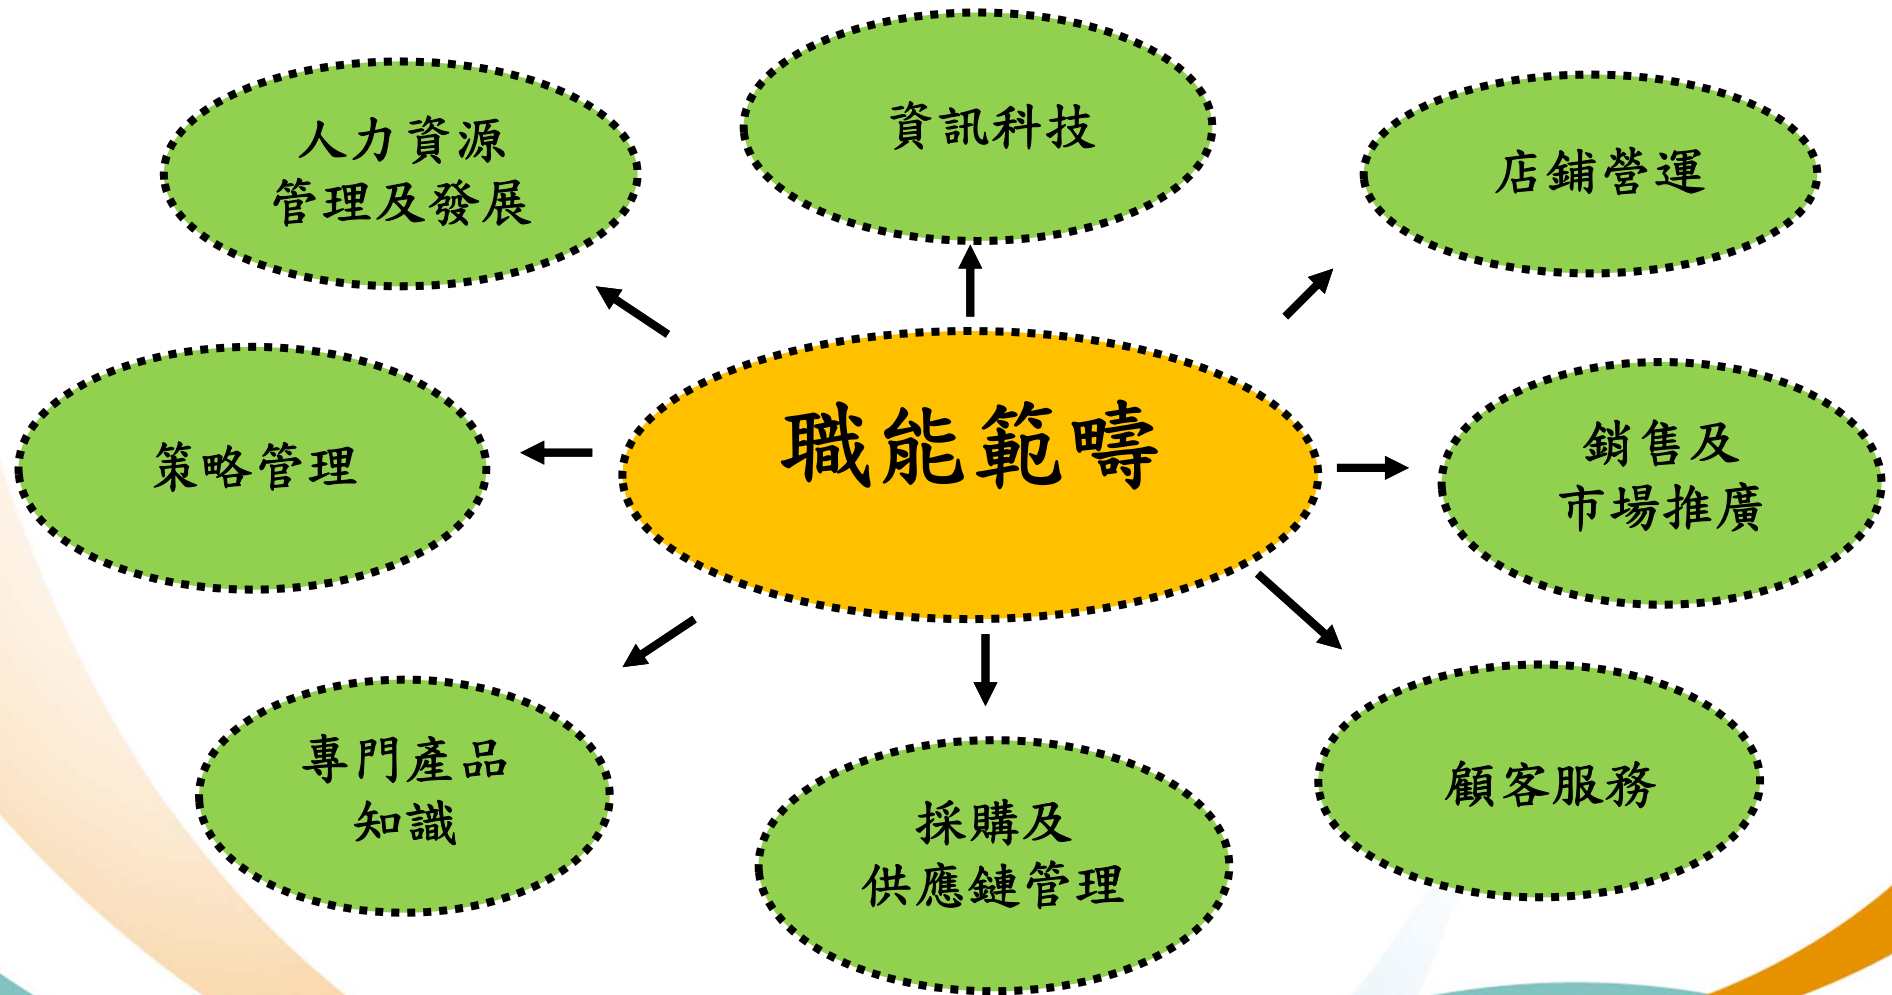 資訊科技
人力資源
管理及發展
店鋪營運
職能範疇
策略管理
銷售及
市場推廣
專門產品
知識
採購及
供應鏈管理
顧客服務